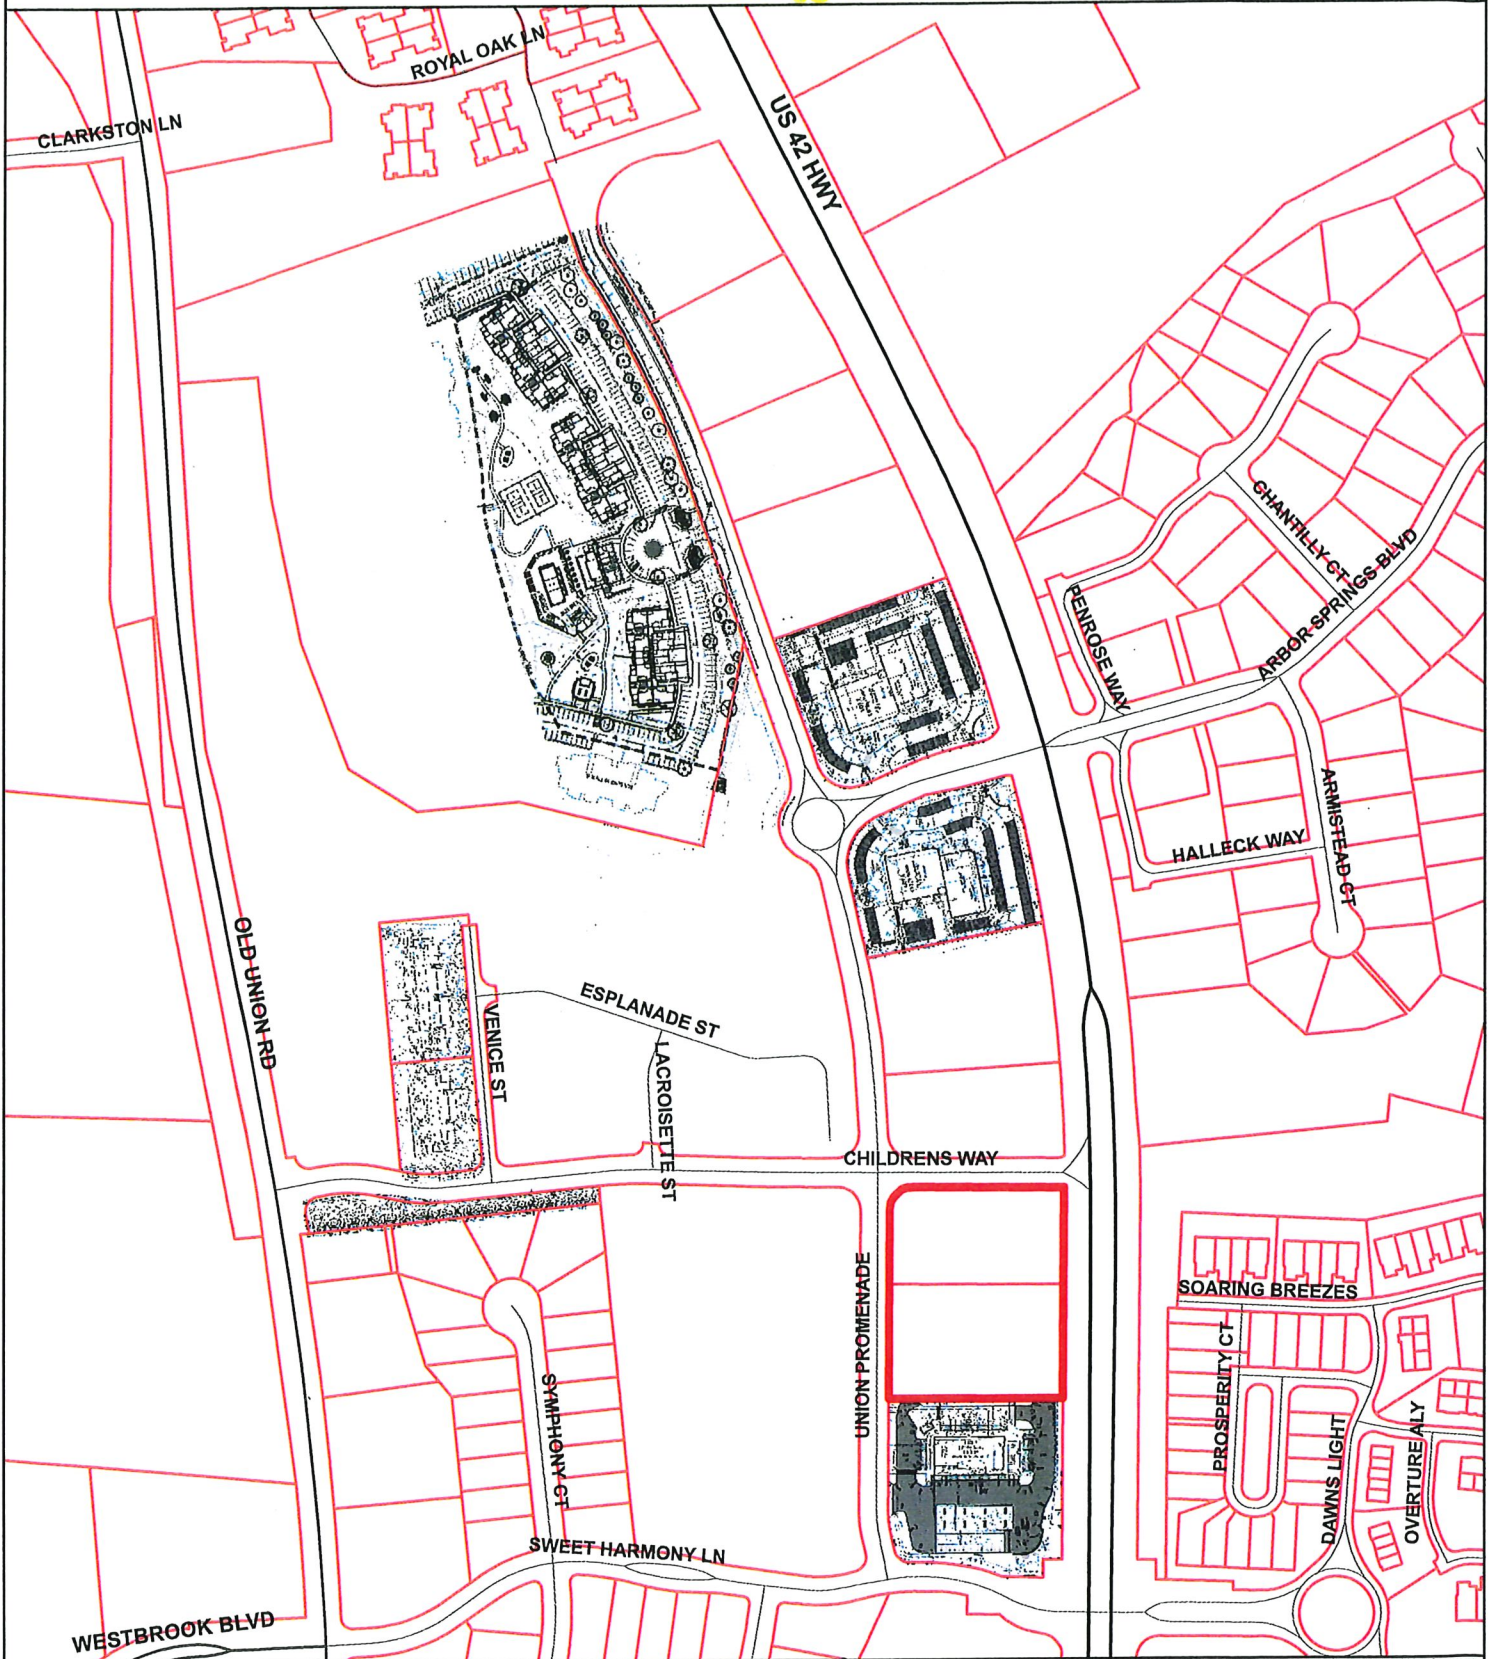 ROYAL OAK LN
CLARKSTON LN
US 42 HWY
CHANTILLY CT
ARBOR SPRINGS BLVD
PENROSE WAY
ARMISTEAD CT
HALLECK WAY
OLD UNION RD
ESPLANADE ST
VENICE ST
LACROISETTE ST
CHILDRENS WAY
UNION PROMENADE
SOARING BREEZES
PROSPERITY CT
DAWNS LIGHT
OVERTURE ALY
SYMPHONY CT
SWEET HARMONY LN
WESTBROOK BLVD